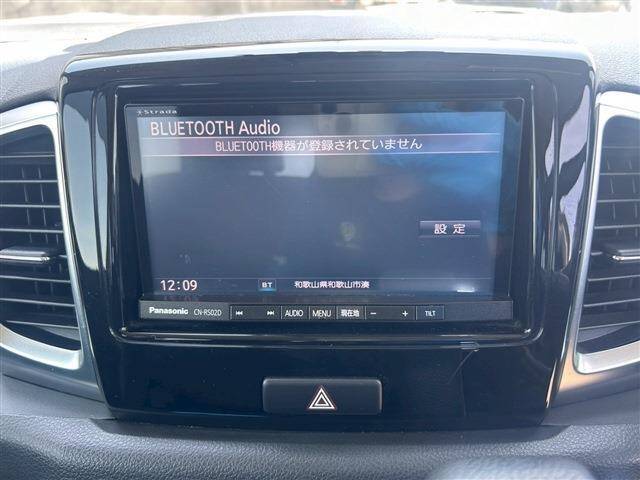 Strada
BLUETOOTH Audio
BLUETOOTH機器が登録されていません
設定
12:09 BT 和歌山県和歌山市湊
Panasonic CN-RS02D AUDIO MENU 現在地 − + TILT